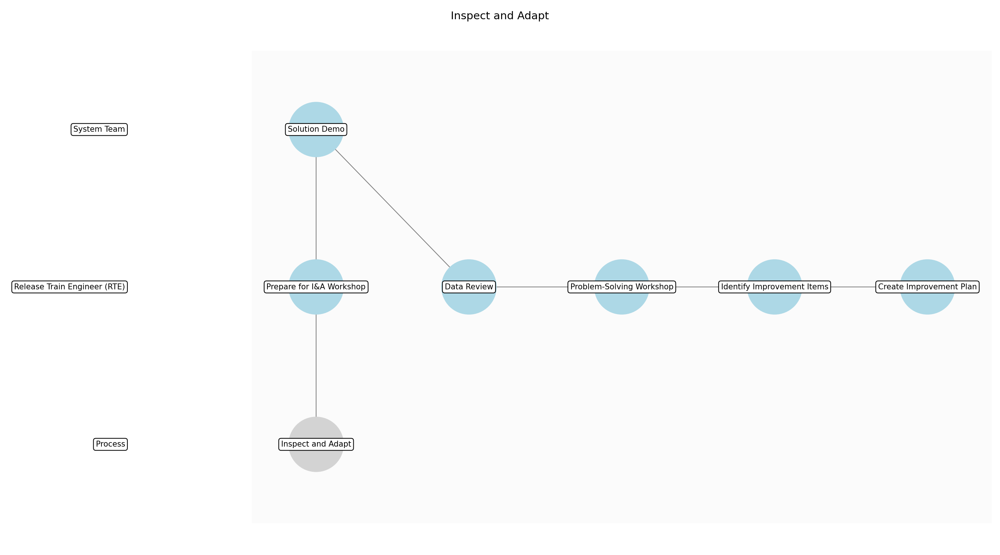 Inspect and Adapt
System Team
Solution Demo
Release Train Engineer (RTE)
Prepare for I&A Workshop
Data Review
Problem-Solving Workshop
Identify Improvement Items
Create Improvement Plan
Process
Inspect and Adapt